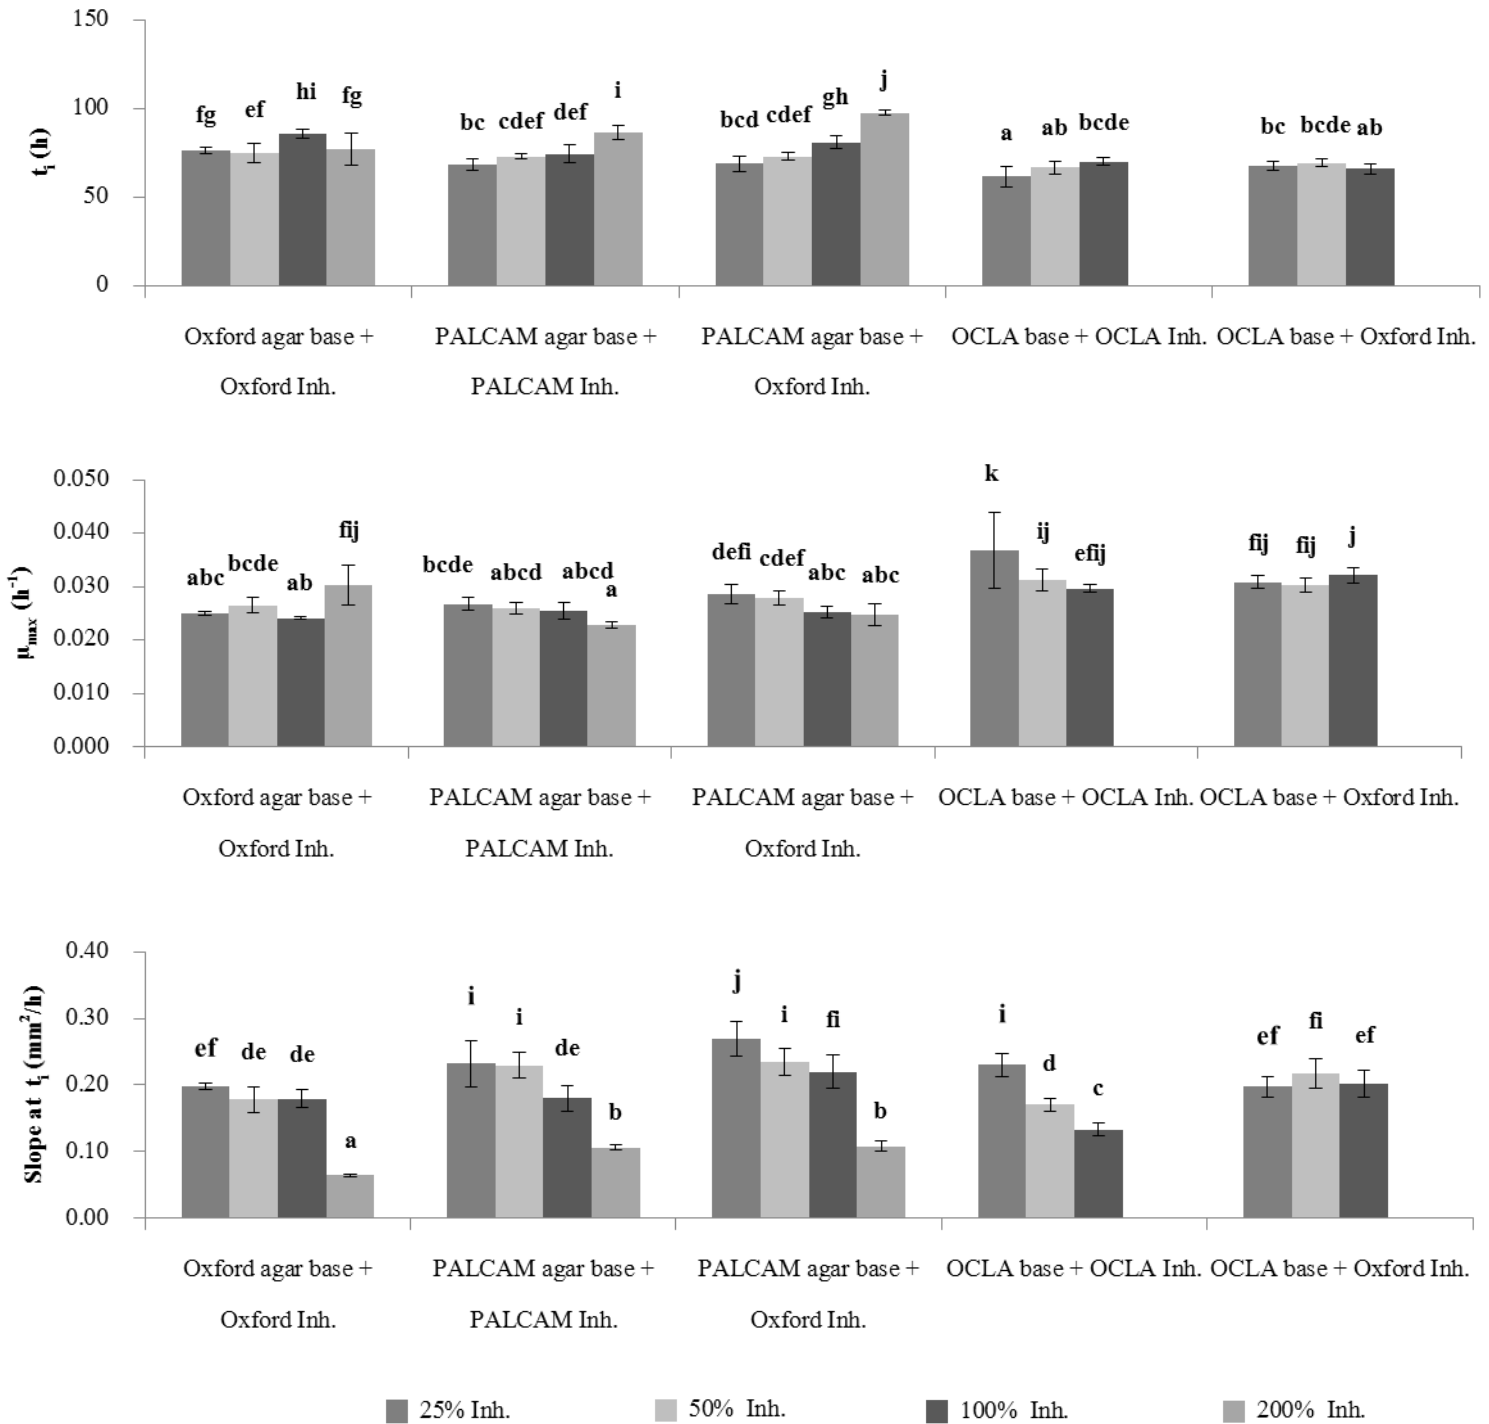 150
100
50
0
tᵢ (h)
fg ef hi fg bc cdef def i bcd cdef gh j a ab bcde bc bcde ab
Oxford agar base + PALCAM agar base + PALCAM agar base + OCLA base + OCLA Inh. OCLA base + Oxford Inh.
Oxford Inh. PALCAM Inh. Oxford Inh.
0.050
0.040
0.030
0.020
0.010
0.000
μmax (h⁻¹)
abc bcde ab fij bcde abcd abcd a defi cdef abc abc k ij efij fij fij j
Oxford agar base + PALCAM agar base + PALCAM agar base + OCLA base + OCLA Inh. OCLA base + Oxford Inh.
Oxford Inh. PALCAM Inh. Oxford Inh.
0.40
0.30
0.20
0.10
0.00
Slope at tᵢ (mm²/h)
ef de de a i i de b j i fi b i d c ef fi ef
Oxford agar base + PALCAM agar base + PALCAM agar base + OCLA base + OCLA Inh. OCLA base + Oxford Inh.
Oxford Inh. PALCAM Inh. Oxford Inh.
25% Inh. 50% Inh. 100% Inh. 200% Inh.